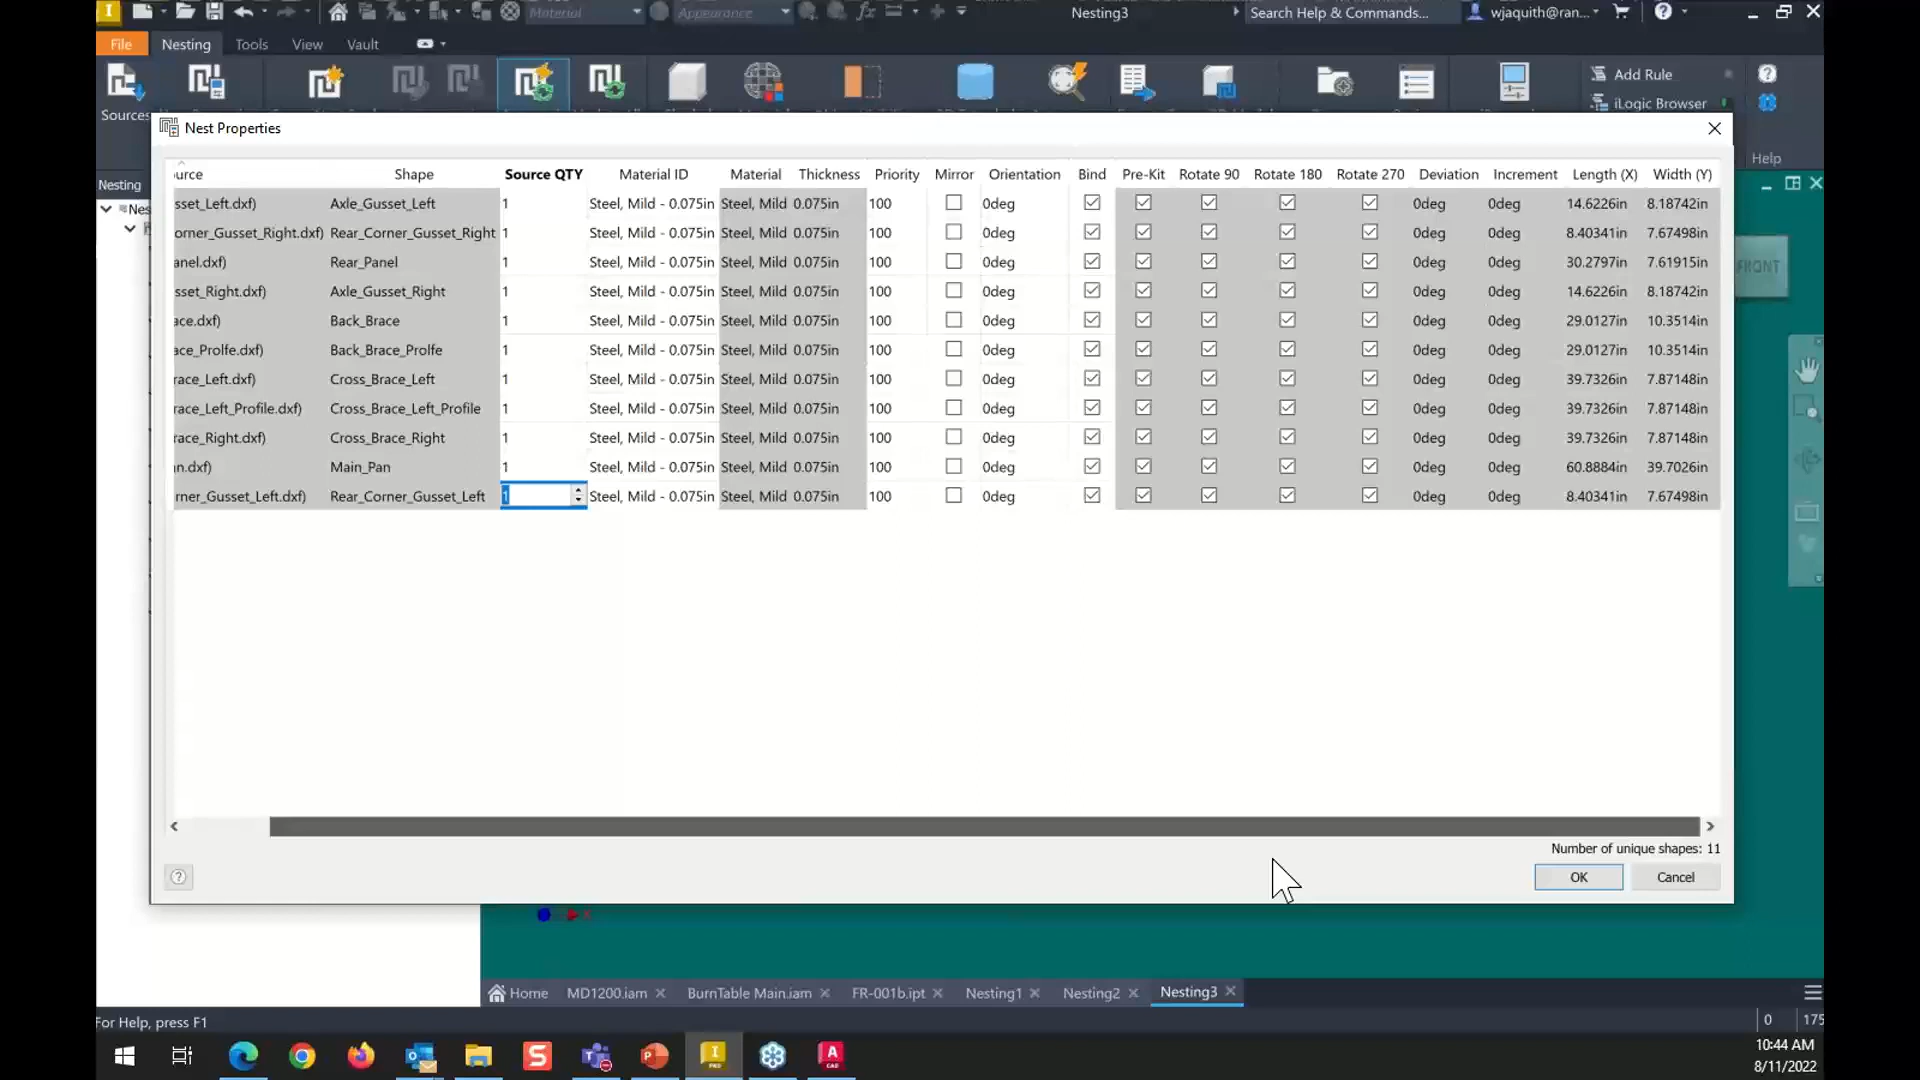 Material
Appearance
Nesting3
Search Help & Commands...
wjaquith@ran...
File Nesting Tools View Vault
Add Rule
iLogic Browser
Sources
Help
Nesting
Nes
Nest Properties
FRONT
urce Shape Source QTY Material ID Material Thickness Priority Mirror Orientation Bind Pre-Kit Rotate 90 Rotate 180 Rotate 270 Deviation Increment Length (X) Width (Y)
sset_Left.dxf) Axle_Gusset_Left 1 Steel, Mild - 0.075in Steel, Mild 0.075in 100 0deg 0deg 0deg 14.6226in 8.18742in
orner_Gusset_Right.dxf) Rear_Corner_Gusset_Right 1 Steel, Mild - 0.075in Steel, Mild 0.075in 100 0deg 0deg 0deg 8.40341in 7.67498in
anel.dxf) Rear_Panel 1 Steel, Mild - 0.075in Steel, Mild 0.075in 100 0deg 0deg 0deg 30.2797in 7.61915in
sset_Right.dxf) Axle_Gusset_Right 1 Steel, Mild - 0.075in Steel, Mild 0.075in 100 0deg 0deg 0deg 14.6226in 8.18742in
ace.dxf) Back_Brace 1 Steel, Mild - 0.075in Steel, Mild 0.075in 100 0deg 0deg 0deg 29.0127in 10.3514in
ace_Prolfe.dxf) Back_Brace_Prolfe 1 Steel, Mild - 0.075in Steel, Mild 0.075in 100 0deg 0deg 0deg 29.0127in 10.3514in
race_Left.dxf) Cross_Brace_Left 1 Steel, Mild - 0.075in Steel, Mild 0.075in 100 0deg 0deg 0deg 39.7326in 7.87148in
race_Left_Profile.dxf) Cross_Brace_Left_Profile 1 Steel, Mild - 0.075in Steel, Mild 0.075in 100 0deg 0deg 0deg 39.7326in 7.87148in
race_Right.dxf) Cross_Brace_Right 1 Steel, Mild - 0.075in Steel, Mild 0.075in 100 0deg 0deg 0deg 39.7326in 7.87148in
n.dxf) Main_Pan 1 Steel, Mild - 0.075in Steel, Mild 0.075in 100 0deg 0deg 0deg 60.8884in 39.7026in
rner_Gusset_Left.dxf) Rear_Corner_Gusset_Left 1 Steel, Mild - 0.075in Steel, Mild 0.075in 100 0deg 0deg 0deg 8.40341in 7.67498in
Number of unique shapes: 11
OK Cancel
Home MD1200.iam BurnTable Main.iam FR-001b.ipt Nesting1 Nesting2 Nesting3
For Help, press F1
0 175
10:44 AM
8/11/2022